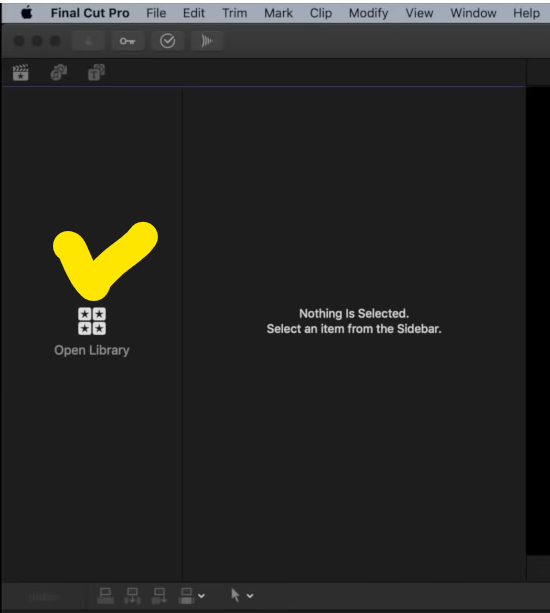 Final Cut Pro File Edit Trim Mark Clip Modify View Window Help
Nothing Is Selected.
Select an item from the Sidebar.
Open Library